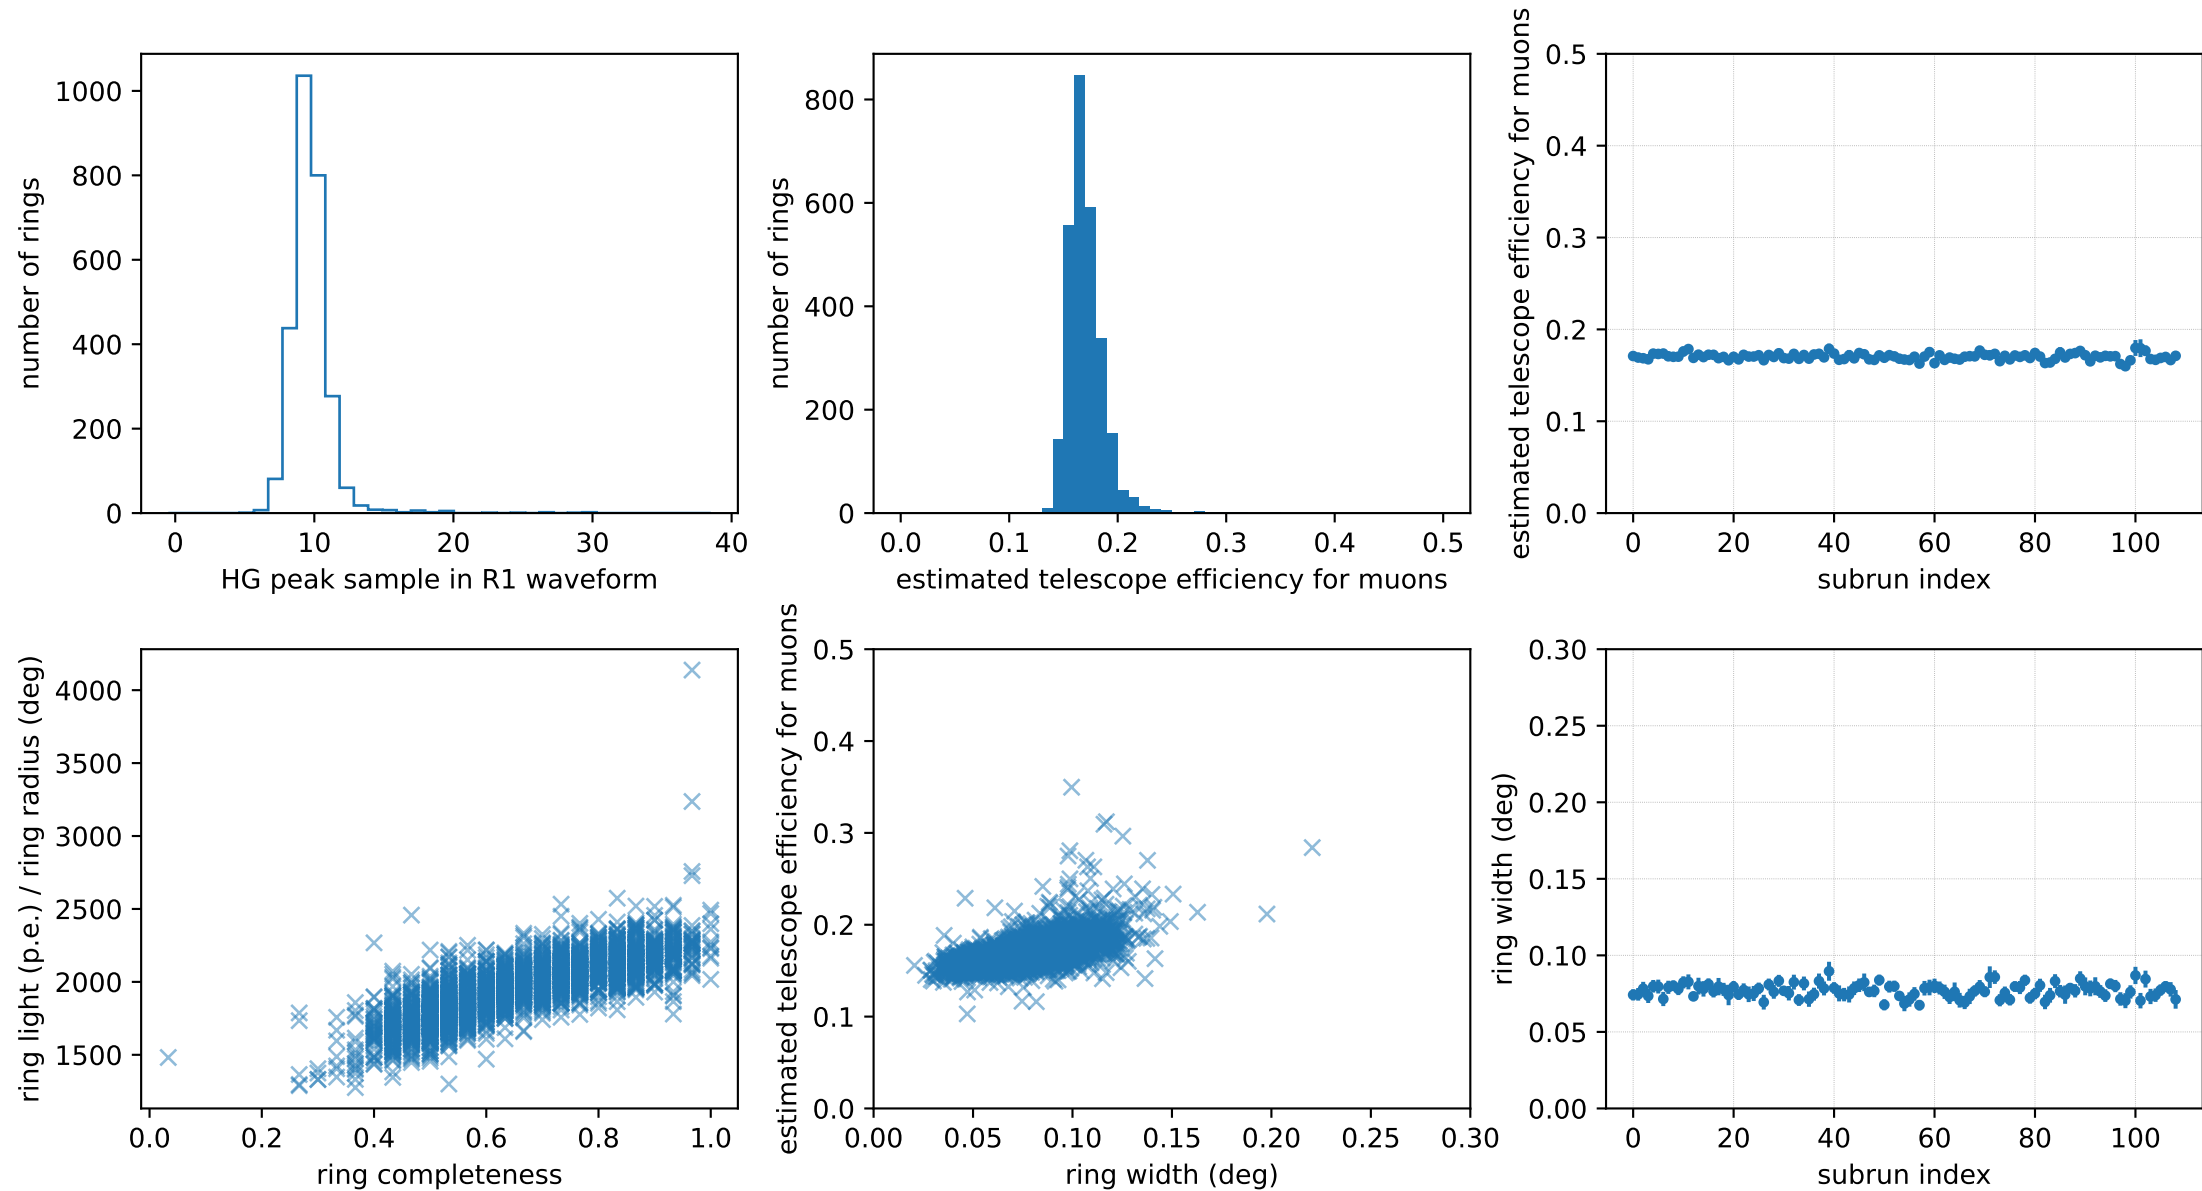 number of rings
1000
800
600
400
200
0
0 10 20 30 40
HG peak sample in R1 waveform
number of rings
800
600
400
200
0
0.0 0.1 0.2 0.3 0.4 0.5
estimated telescope efficiency for muons
estimated telescope efficiency for muons
0.5
0.4
0.3
0.2
0.1
0.0
0 20 40 60 80 100
subrun index
ring light (p.e.) / ring radius (deg)
4000
3500
3000
2500
2000
1500
0.0 0.2 0.4 0.6 0.8 1.0
ring completeness
estimated telescope efficiency for muons
0.5
0.4
0.3
0.2
0.1
0.0
0.00 0.05 0.10 0.15 0.20 0.25 0.30
ring width (deg)
ring width (deg)
0.30
0.25
0.20
0.15
0.10
0.05
0.00
0 20 40 60 80 100
subrun index